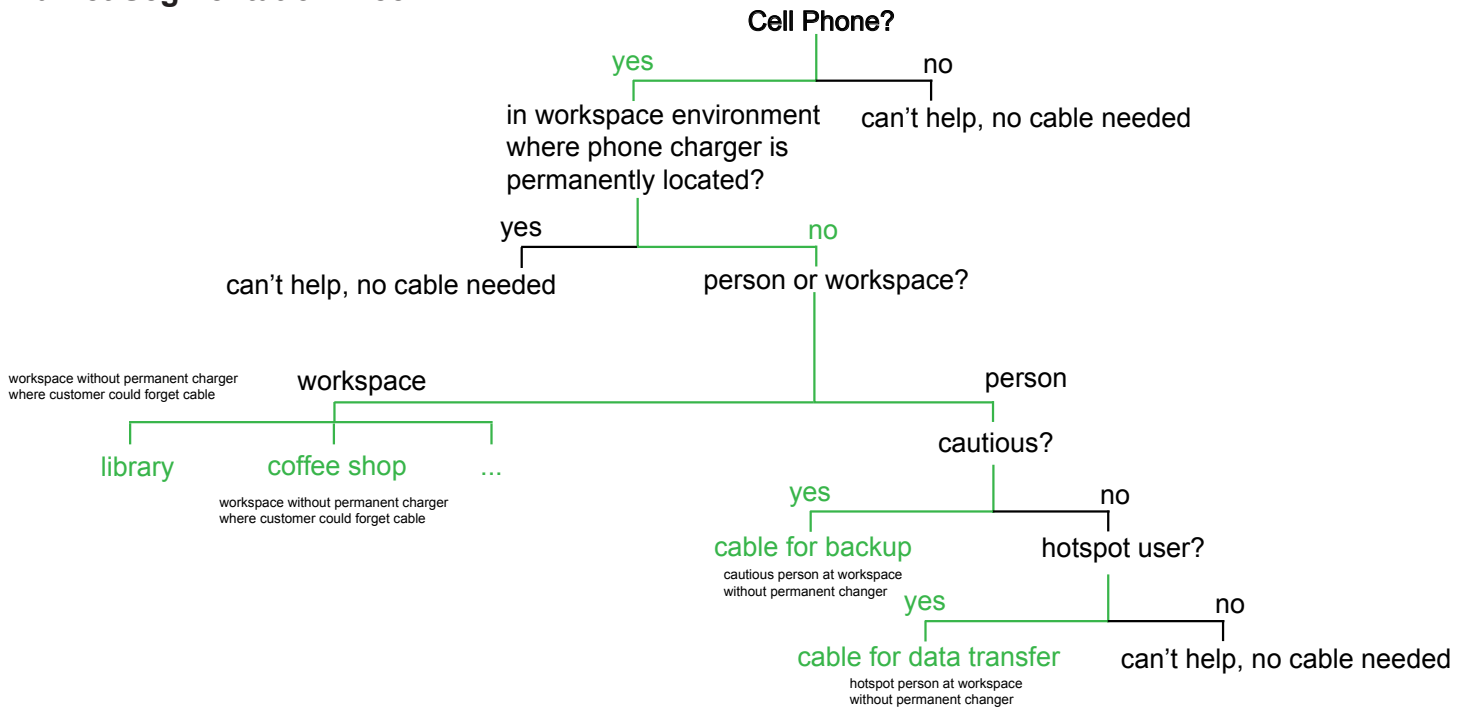 Cell Phone?
yes
no
in workspace environment
where phone charger is
permanently located?
can't help, no cable needed
yes
no
can't help, no cable needed
person or workspace?
workspace without permanent charger
where customer could forget cable
workspace
person
library
coffee shop
...
workspace without permanent charger
where customer could forget cable
cautious?
yes
no
cable for backup
cautious person at workspace
without permanent changer
hotspot user?
yes
no
cable for data transfer
hotspot person at workspace
without permanent changer
can't help, no cable needed